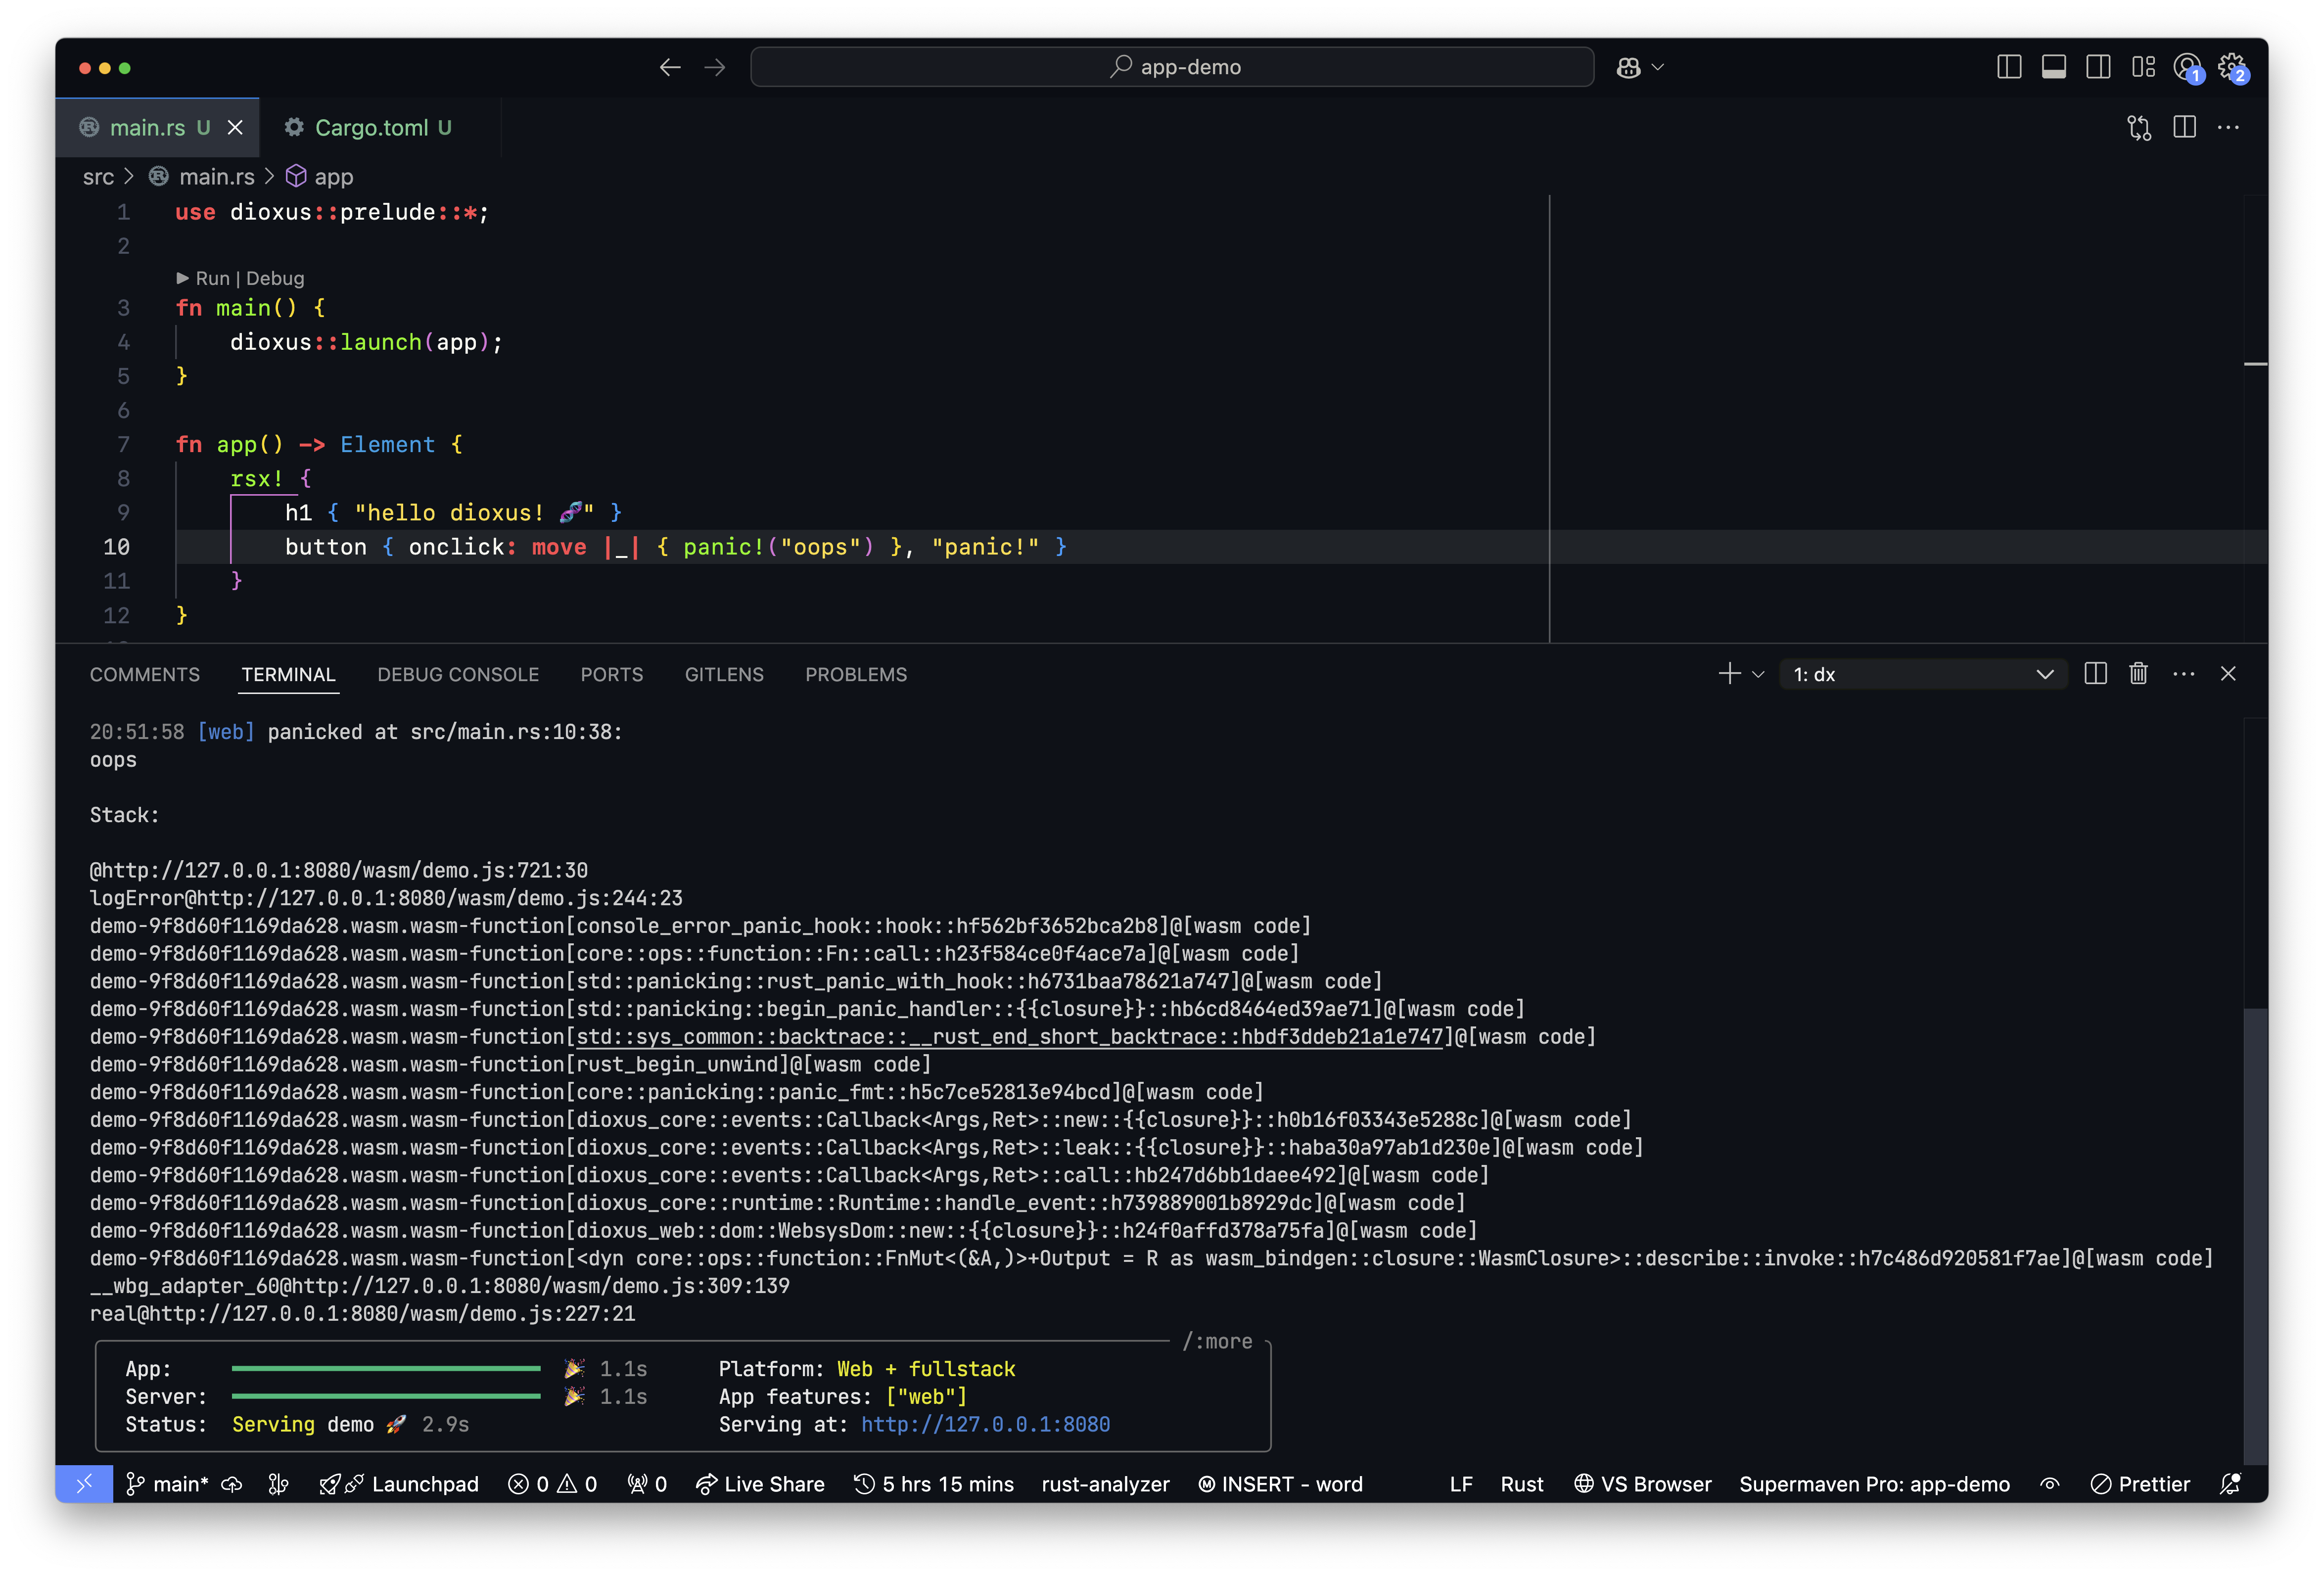 app-demo
1
2
main.rs U
Cargo.toml U
src > main.rs > app
1 use dioxus::prelude::*;
2
▶ Run | Debug
3 fn main() {
4     dioxus::launch(app);
5 }
6
7 fn app() -> Element {
8     rsx! {
9         h1 { "hello dioxus! 🧬" }
10         button { onclick: move |_| { panic!("oops") }, "panic!" }
11     }
12 }
COMMENTS TERMINAL DEBUG CONSOLE PORTS GITLENS PROBLEMS 1: dx
20:51:58 [web] panicked at src/main.rs:10:38:
oops
Stack:
@http://127.0.0.1:8080/wasm/demo.js:721:30
logError@http://127.0.0.1:8080/wasm/demo.js:244:23
demo-9f8d60f1169da628.wasm.wasm-function[console_error_panic_hook::hook::hf562bf3652bca2b8]@[wasm code]
demo-9f8d60f1169da628.wasm.wasm-function[core::ops::function::Fn::call::h23f584ce0f4ace7a]@[wasm code]
demo-9f8d60f1169da628.wasm.wasm-function[std::panicking::rust_panic_with_hook::h6731baa78621a747]@[wasm code]
demo-9f8d60f1169da628.wasm.wasm-function[std::panicking::begin_panic_handler::{{closure}}::hb6cd8464ed39ae71]@[wasm code]
demo-9f8d60f1169da628.wasm.wasm-function[std::sys_common::backtrace::__rust_end_short_backtrace::hbdf3ddeb21a1e747]@[wasm code]
demo-9f8d60f1169da628.wasm.wasm-function[rust_begin_unwind]@[wasm code]
demo-9f8d60f1169da628.wasm.wasm-function[core::panicking::panic_fmt::h5c7ce52813e94bcd]@[wasm code]
demo-9f8d60f1169da628.wasm.wasm-function[dioxus_core::events::Callback<Args,Ret>::new::{{closure}}::h0b16f03343e5288c]@[wasm code]
demo-9f8d60f1169da628.wasm.wasm-function[dioxus_core::events::Callback<Args,Ret>::leak::{{closure}}::haba30a97ab1d230e]@[wasm code]
demo-9f8d60f1169da628.wasm.wasm-function[dioxus_core::events::Callback<Args,Ret>::call::hb247d6bb1daee492]@[wasm code]
demo-9f8d60f1169da628.wasm.wasm-function[dioxus_core::runtime::Runtime::handle_event::h739889001b8929dc]@[wasm code]
demo-9f8d60f1169da628.wasm.wasm-function[dioxus_web::dom::WebsysDom::new::{{closure}}::h24f0affd378a75fa]@[wasm code]
demo-9f8d60f1169da628.wasm.wasm-function[<dyn core::ops::function::FnMut<(&A,)>+Output = R as wasm_bindgen::closure::WasmClosure>::describe::invoke::h7c486d920581f7ae]@[wasm code]
__wbg_adapter_60@http://127.0.0.1:8080/wasm/demo.js:309:139
real@http://127.0.0.1:8080/wasm/demo.js:227:21
/:more
App: 🎉 1.1s Platform: Web + fullstack
Server: 🎉 1.1s App features: ["web"]
Status: Serving demo 🚀 2.9s Serving at: http://127.0.0.1:8080
main* Launchpad 0 0 0 Live Share 5 hrs 15 mins rust-analyzer INSERT - word LF Rust VS Browser Supermaven Pro: app-demo Prettier